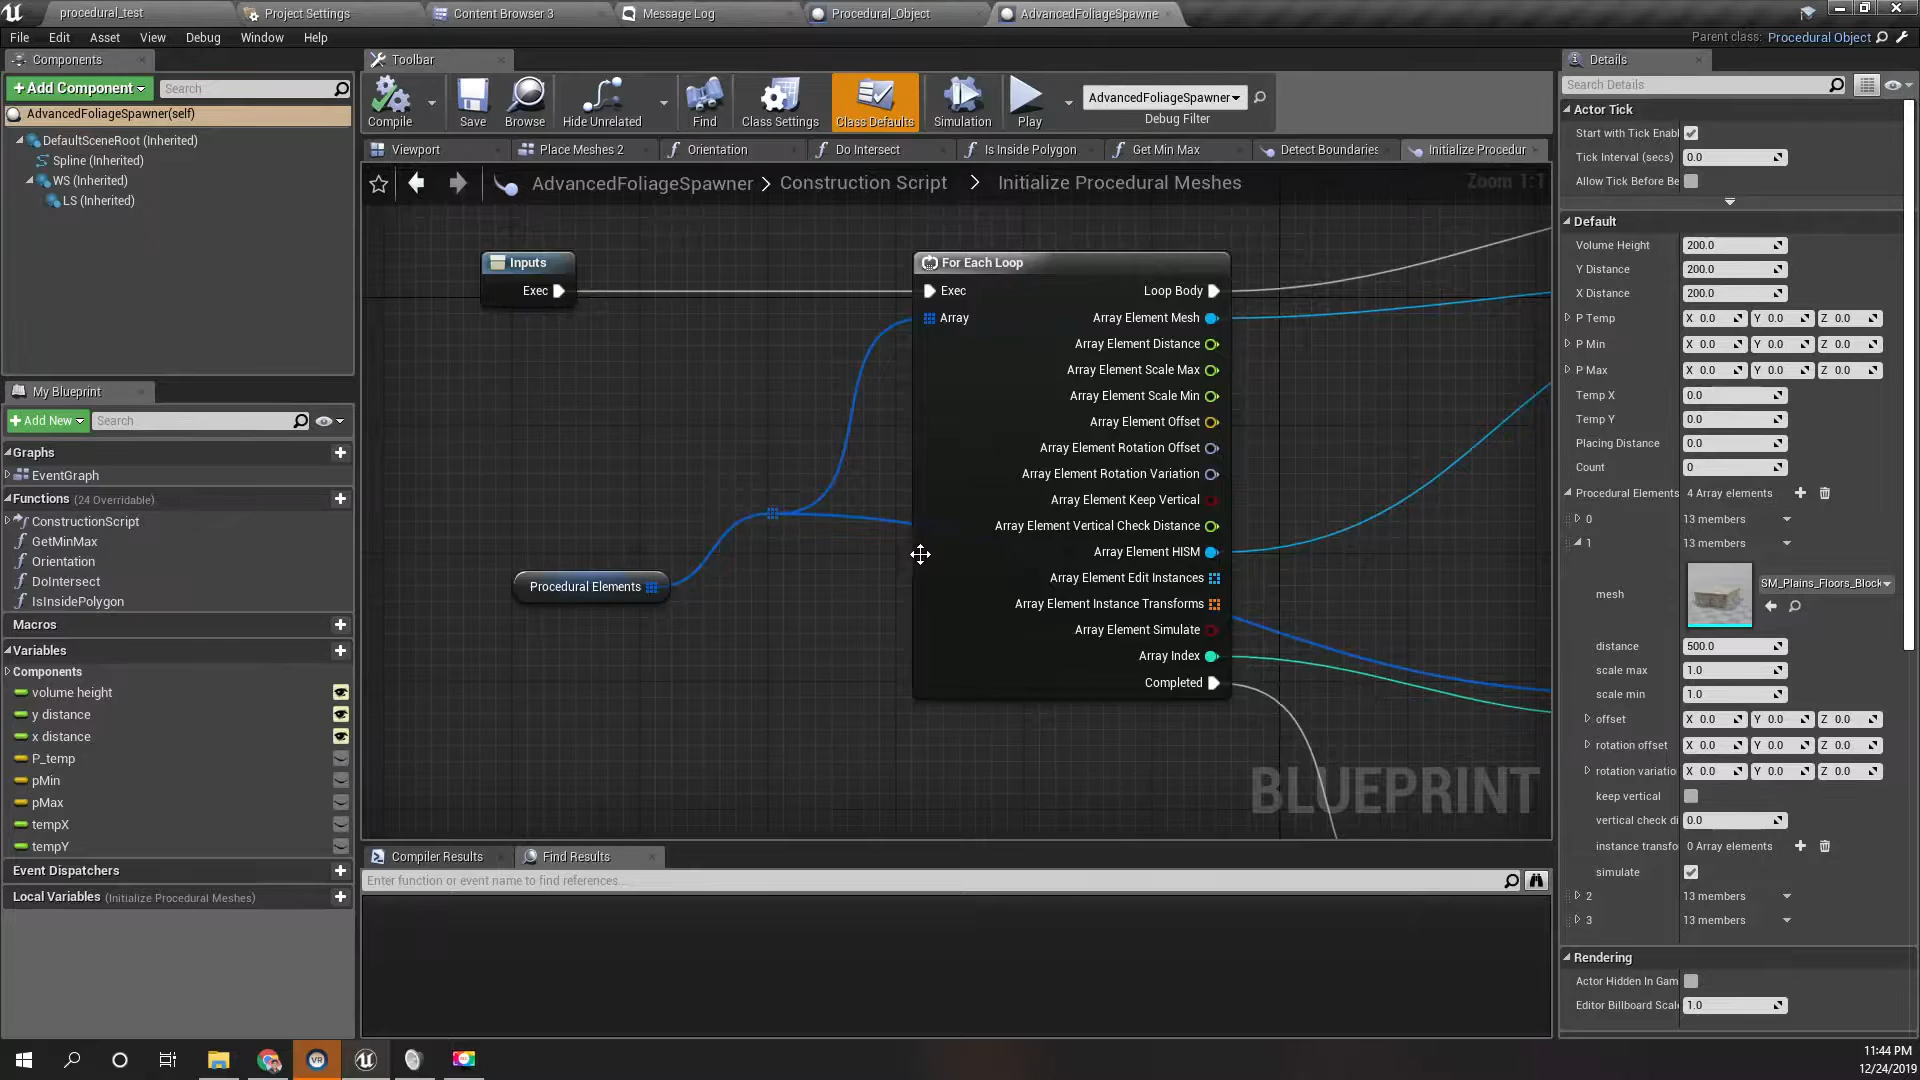 procedural_test
Project Settings
Content Browser 3
Message Log
Procedural_Object
AdvancedFoliageSpawne
File Edit Asset View Debug Window Help
Parent class: Procedural Object
Components
+Add Component
Search
AdvancedFoliageSpawner(self)
DefaultSceneRoot (Inherited)
Spline (Inherited)
WS (Inherited)
LS (Inherited)
My Blueprint
+Add New
Search
Graphs
EventGraph
Functions (24 Overridable)
ConstructionScript
GetMinMax
Orientation
DoIntersect
IsInsidePolygon
Macros
Variables
Components
volume height
y distance
x distance
P_temp
pMin
pMax
tempX
tempY
Event Dispatchers
Local Variables (Initialize Procedural Meshes)
Toolbar
Compile
Save
Browse
Hide Unrelated
Find
Class Settings
Class Defaults
Simulation
Play
AdvancedFoliageSpawner
Debug Filter
Viewport
Place Meshes 2
Orientation
Do Intersect
Is Inside Polygon
Get Min Max
Detect Boundaries
Initialize Procedur
AdvancedFoliageSpawner > Construction Script > Initialize Procedural Meshes
Zoom 1:1
Inputs
Exec
Procedural Elements
For Each Loop
Exec Loop Body
Array Array Element Mesh
Array Element Distance
Array Element Scale Max
Array Element Scale Min
Array Element Offset
Array Element Rotation Offset
Array Element Rotation Variation
Array Element Keep Vertical
Array Element Vertical Check Distance
Array Element HISM
Array Element Edit Instances
Array Element Instance Transforms
Array Element Simulate
Array Index
Completed
BLUEPRINT
Compiler Results
Find Results
Enter function or event name to find references...
Details
Search Details
Actor Tick
Start with Tick Enabl
Tick Interval (secs) 0.0
Allow Tick Before Be
Default
Volume Height 200.0
Y Distance 200.0
X Distance 200.0
P Temp X 0.0 Y 0.0 Z 0.0
P Min X 0.0 Y 0.0 Z 0.0
P Max X 0.0 Y 0.0 Z 0.0
Temp X 0.0
Temp Y 0.0
Placing Distance 0.0
Count 0
Procedural Elements 4 Array elements
0 13 members
1 13 members
mesh SM_Plains_Floors_Block
distance 500.0
scale max 1.0
scale min 1.0
offset X 0.0 Y 0.0 Z 0.0
rotation offset X 0.0 Y 0.0 Z 0.0
rotation variatio X 0.0 Y 0.0 Z 0.0
keep vertical
vertical check di 0.0
instance transfo 0 Array elements
simulate
2 13 members
3 13 members
Rendering
Actor Hidden In Gam
Editor Billboard Scal 1.0
11:44 PM
12/24/2019